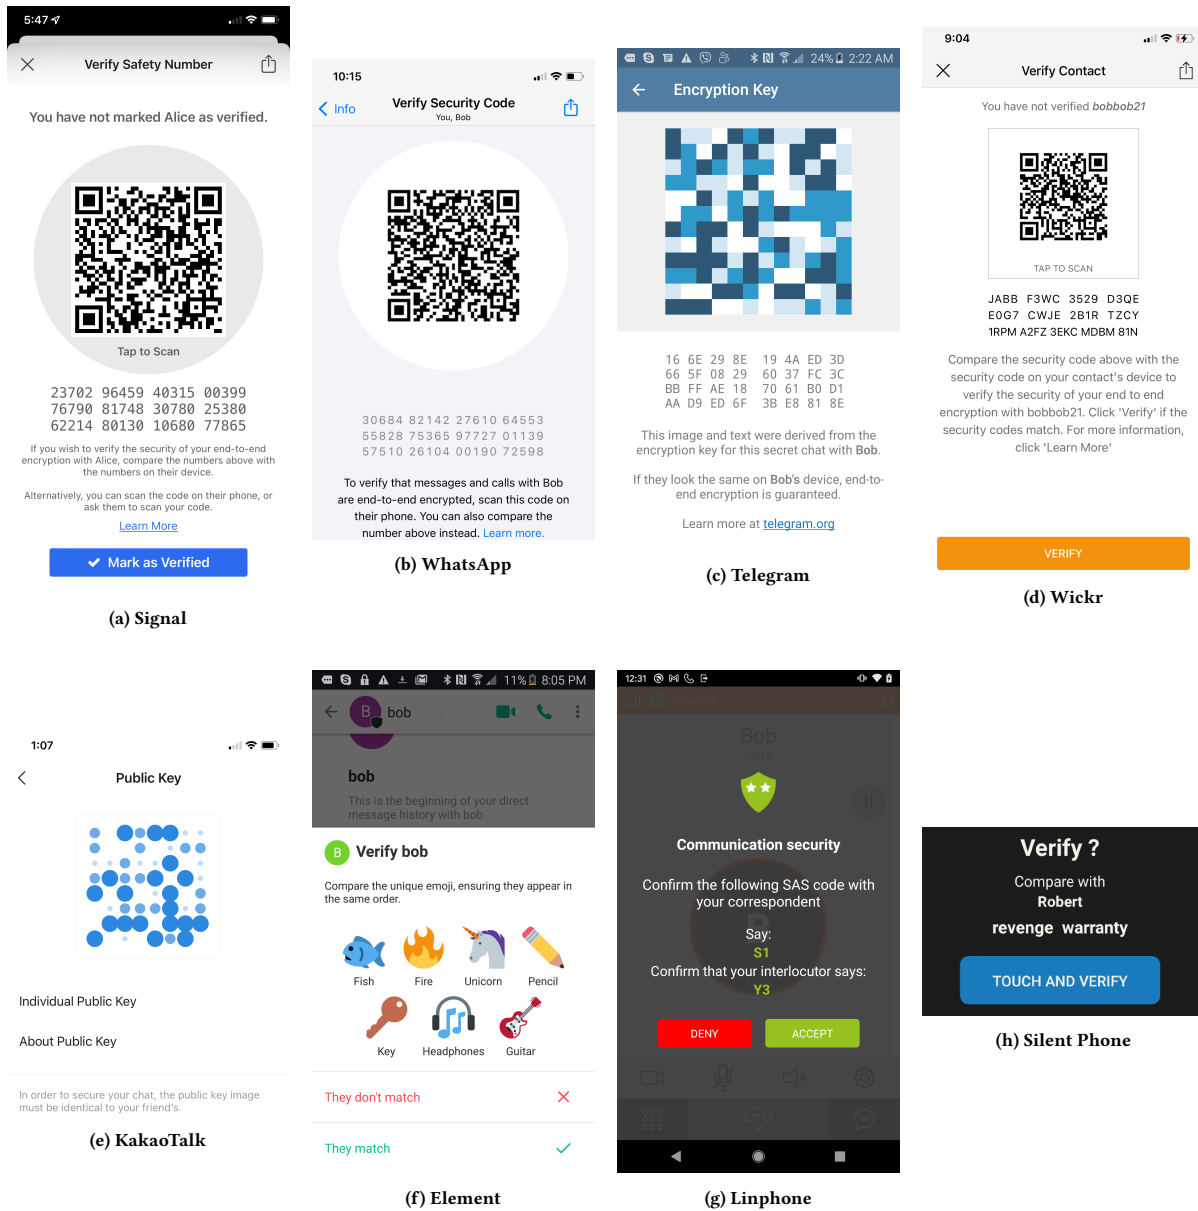 5:47
Verify Safety Number
You have not marked Alice as verified.
Tap to Scan
23702 96459 40315 00399
76790 81748 30780 25380
62214 80130 10680 77865
If you wish to verify the security of your end-to-end
encryption with Alice, compare the numbers above with
the numbers on their device.
Alternatively, you can scan the code on their phone, or
ask them to scan your code.
Learn More
Mark as Verified
(a) Signal
10:15
Info
Verify Security Code
You, Bob
30684 82142 27610 64553
55828 75365 97727 01139
57510 26104 00190 72598
To verify that messages and calls with Bob
are end-to-end encrypted, scan this code on
their phone. You can also compare the
number above instead. Learn more.
(b) WhatsApp
24% 2:22 AM
Encryption Key
16 6E 29 8E 19 4A ED 3D
66 5F 08 29 60 37 FC 3C
BB FF AE 18 70 61 B0 D1
AA D9 ED 6F 3B E8 81 8E
This image and text were derived from the
encryption key for this secret chat with Bob.
If they look the same on Bob's device, end-to-
end encryption is guaranteed.
Learn more at telegram.org
(c) Telegram
9:04
Verify Contact
You have not verified bobbob21
TAP TO SCAN
JABB F3WC 3529 D3QE
E0G7 CWJE 2B1R TZCY
1RPM A2FZ 3EKC MDBM 81N
Compare the security code above with the
security code on your contact's device to
verify the security of your end to end
encryption with bobbob21. Click 'Verify' if the
security codes match. For more information,
click 'Learn More'
VERIFY
(d) Wickr
1:07
Public Key
Individual Public Key
About Public Key
In order to secure your chat, the public key image
must be identical to your friend's.
(e) KakaoTalk
11% 8:05 PM
B bob
bob
This is the beginning of your direct
message history with bob
B Verify bob
Compare the unique emoji, ensuring they appear in
the same order.
Fish Fire Unicorn Pencil
Key Headphones Guitar
They don't match
They match
(f) Element
12:31
Connected
Bob
Communication security
Confirm the following SAS code with
your correspondent
Say:
S1
Confirm that your interlocutor says:
Y3
DENY ACCEPT
(g) Linphone
Verify ?
Compare with
Robert
revenge warranty
TOUCH AND VERIFY
(h) Silent Phone